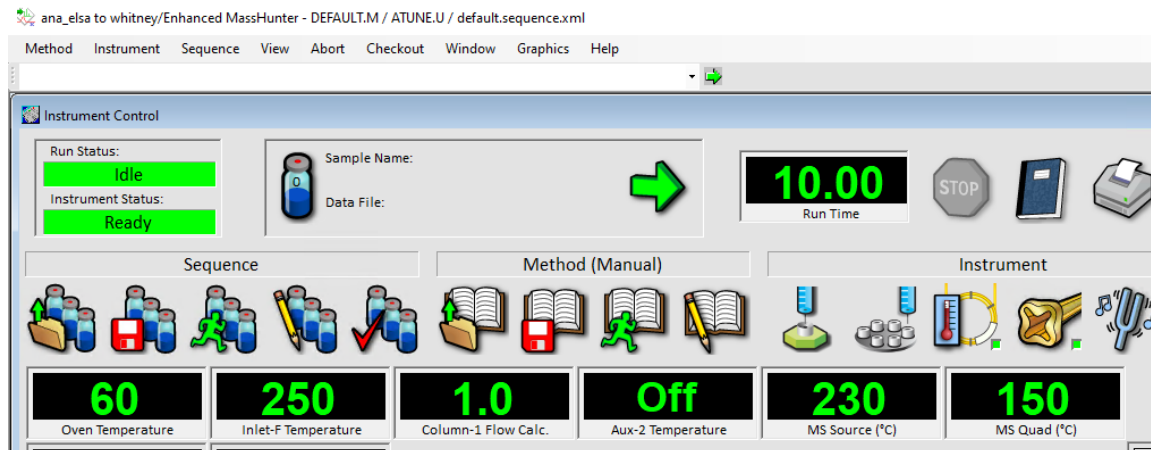 ana_elsa to whitney/Enhanced MassHunter - DEFAULT.M / ATUNE.U / default.sequence.xml
Method Instrument Sequence View Abort Checkout Window Graphics Help
Instrument Control
Run Status:
Idle
Instrument Status:
Ready
0
Sample Name:
Data File:
10.00
Run Time
STOP
Sequence
Method (Manual)
Instrument
60
Oven Temperature
250
Inlet-F Temperature
1.0
Column-1 Flow Calc.
Off
Aux-2 Temperature
230
MS Source (°C)
150
MS Quad (°C)